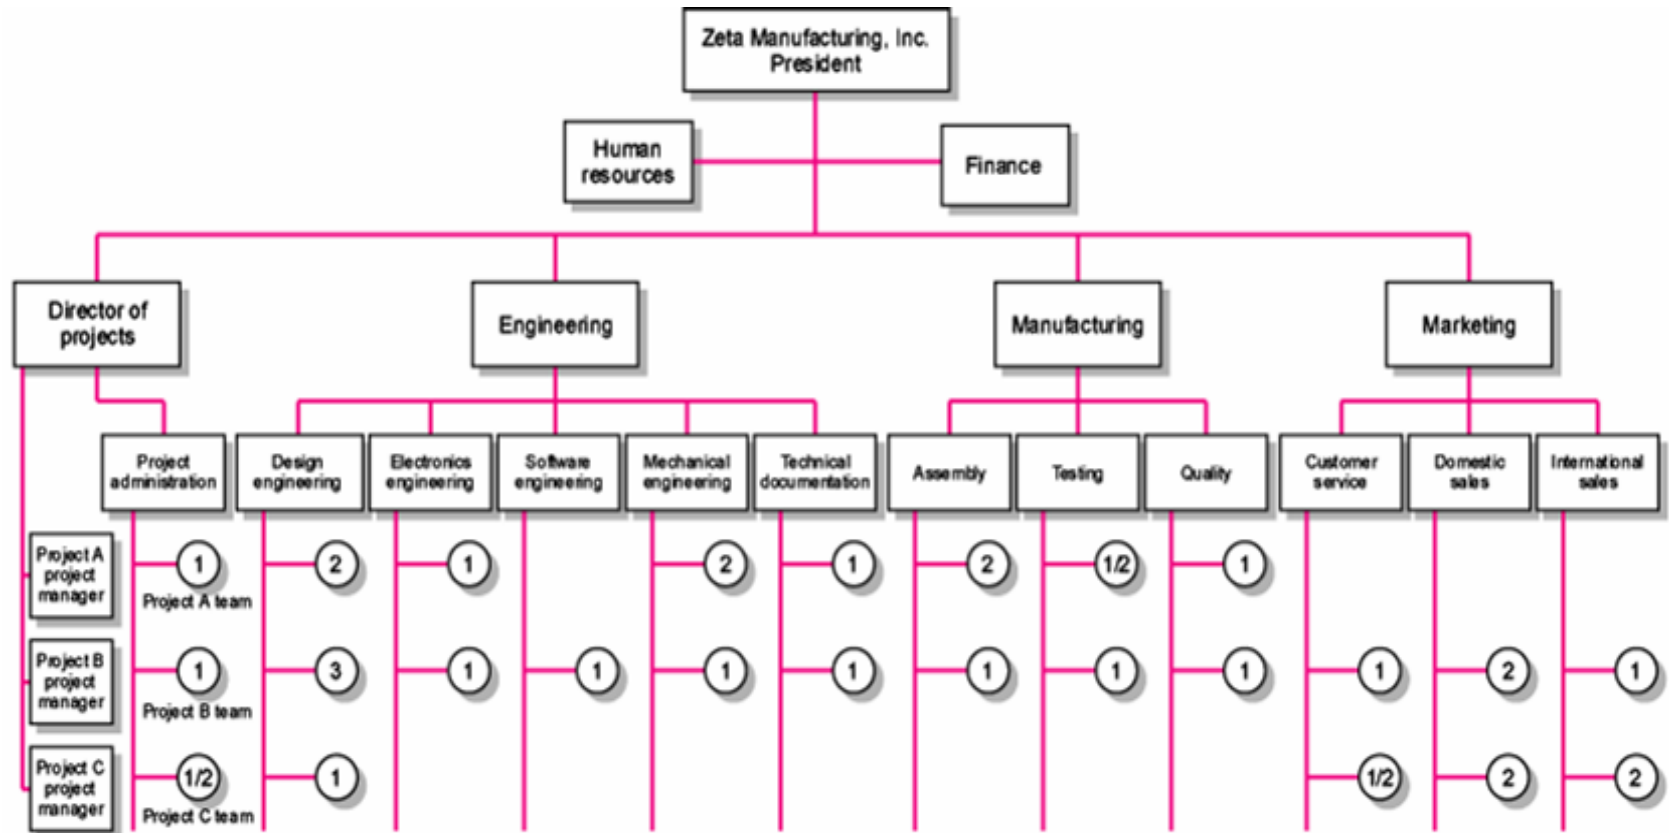 Zeta Manufacturing, Inc.
President
Human
resources
Finance
Director of
projects
Engineering
Manufacturing
Marketing
Project
administration
Design
engineering
Electronics
engineering
Software
engineering
Mechanical
engineering
Technical
documentation
Assembly
Testing
Quality
Customer
service
Domestic
sales
International
sales
Project A
project
manager
1
2
1
2
1
2
1/2
1
Project A team
Project B
project
manager
1
3
1
1
1
1
1
1
1
1
2
1
Project B team
Project C
project
manager
1/2
1
1/2
2
2
Project C team